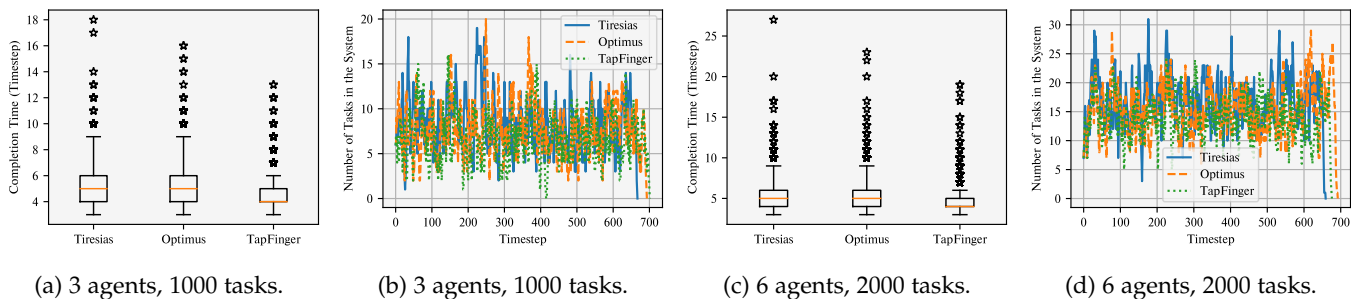 Completion Time (Timestep)
18
16
14
12
10
8
6
4
Tiresias
Optimus
TapFinger
(a) 3 agents, 1000 tasks.
Number of Tasks in the System
20
15
10
5
0
0 100 200 300 400 500 600 700
Timestep
Tiresias
Optimus
TapFinger
(b) 3 agents, 1000 tasks.
Completion Time (Timestep)
25
20
15
10
5
Tiresias
Optimus
TapFinger
(c) 6 agents, 2000 tasks.
Number of Tasks in the System
30
25
20
15
10
5
0
0 100 200 300 400 500 600 700
Timestep
Tiresias
Optimus
TapFinger
(d) 6 agents, 2000 tasks.